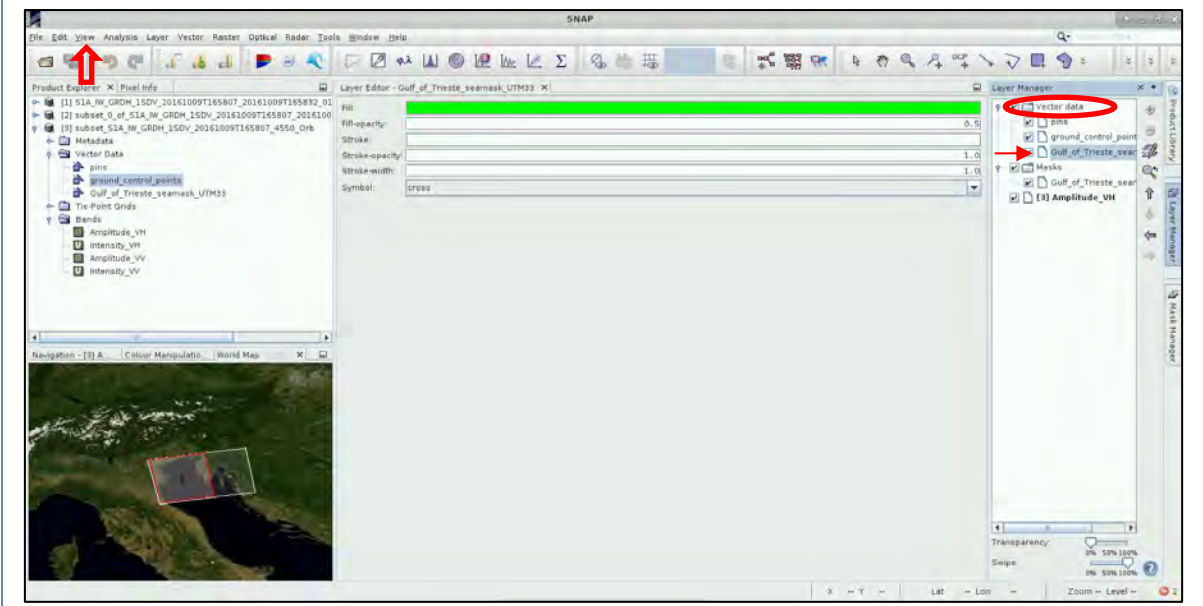 SNAP
File Edit View Analysis Layer Vector Raster Optical Radar Tools Window Help
Product Explorer Pixel Info
[1] S1A_IW_GRDH_1SDV_20161009T165807_20161009T165832_01
[2] subset_0_of_S1A_IW_GRDH_1SDV_20161009T165807_2016100
[3] subset_S1A_IW_GRDH_1SDV_20161009T165807_4550_Orb
Metadata
Vector Data
pins
ground_control_points
Gulf_of_Trieste_seamask_UTM33
Tie-Point Grids
Bands
Amplitude_VH
Intensity_VH
Amplitude_VV
Intensity_VV
Navigation - [3] A... Colour Manipulatio... World Map
Layer Editor - Gulf_of_Trieste_seamask_UTM33
Fill:
Fill-opacity: 0.5
Stroke:
Stroke-opacity: 1.0
Stroke-width: 1.0
Symbol: cross
Layer Manager
Vector data
pins
ground_control_point
Gulf_of_Trieste_sear
Masks
Gulf_of_Trieste_sear
[3] Amplitude_VH
Transparency:
0% 50% 100%
Swipe:
0% 50% 100%
Product Library
Layer Manager
Mask Manager
X -- Y -- Lat -- Lon -- Zoom -- Level --
2